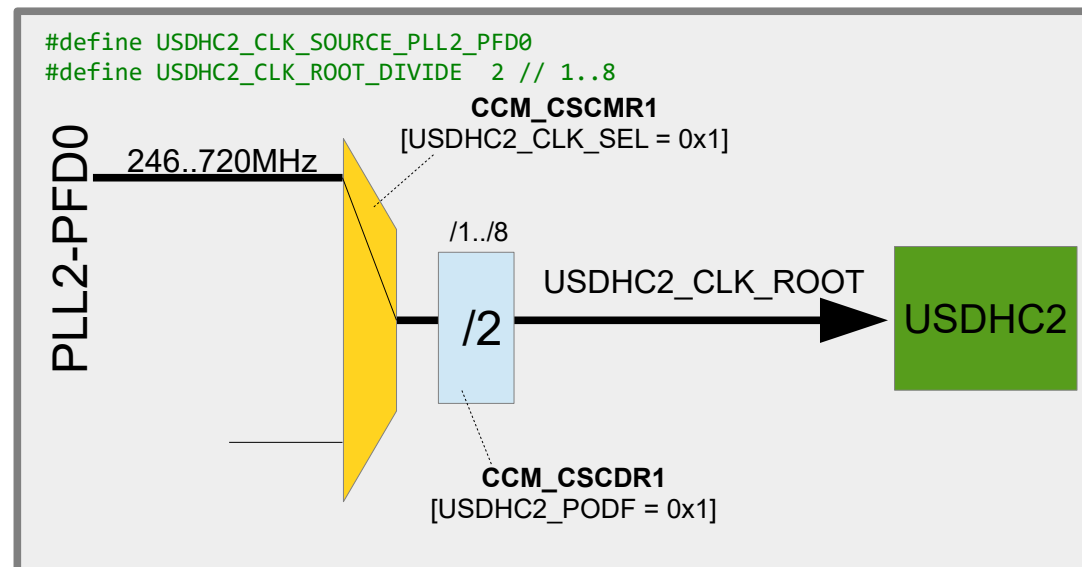 #define USDHC2_CLK_SOURCE_PLL2_PFD0
#define USDHC2_CLK_ROOT_DIVIDE  2 // 1..8
CCM_CSCMR1
[USDHC2_CLK_SEL = 0x1]
PLL2-PFD0
246..720MHz
/1../8
USDHC2_CLK_ROOT
/2
USDHC2
CCM_CSCDR1
[USDHC2_PODF = 0x1]